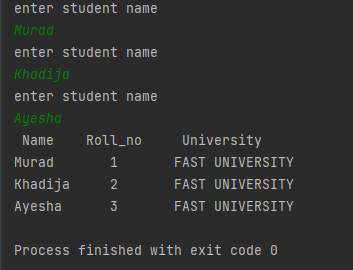 enter student name
Murad
enter student name
Khadija
enter student name
Ayesha
Name Roll_no University
Murad 1 FAST UNIVERSITY
Khadija 2 FAST UNIVERSITY
Ayesha 3 FAST UNIVERSITY
Process finished with exit code 0